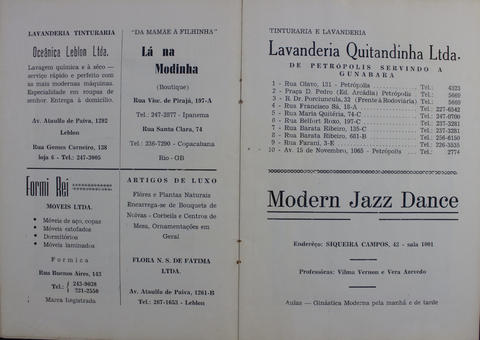 LAVANDERIA TINTURARIA
Oceânica Leblon Ltda.
Lavagem química e à sêco —
serviço rápido e perfeito com
as mais modernas máquinas.
Especialidade em roupas de
senhor. Entrega à domicílio.
Av. Ataulfo de Paiva, 1202
Leblon
Rua Gomes Carneiro, 138
loja 6 - Tel.: 247-3005
"DA MAMÃE À FILHINHA"
Lá na
Modinha
(Boutique)
Rua Visc. de Pirajá, 197-A
Tel.: 247-2877 - Ipanema
Rua Santa Clara, 74
Tel.: 236-7290 - Copacabana
Rio - GB
Formi Rei
MOVEIS LTDA.
• Móveis de aço, copas
• Móveis estofados
• Dormitórios
• Móveis laminados
Formica
Rua Buenos Aires, 143
Tel.: { 243-9038
221-2550
Marca Registrada
ARTIGOS DE LUXO
Flôres e Plantas Naturais
Encarrega-se de Bouquets de
Noivas - Corbeils e Centros de
Mesa, Ornamentações em
Geral
FLORA N. S. DE FATIMA
LTDA.
Av. Ataulfo de Paiva, 1261-B
Tel.: 287-1653 - Leblon
TINTURARIA E LAVANDERIA
Lavanderia Quitandinha Ltda.
DE PETRÓPOLIS SERVINDO A
GUNABARA
1 - Rua Olavo, 131 - Petrópolis Tel.: 4323
2 - Praça D. Pedro (Ed. Arcádia) Petrópolis Tel.: 5669
3 - R. Dr. Porciuncula, 32 (Frente à Rodoviária) Tel.: 5669
4 - Rua Francisco Sá, 18-A Tel.: 227-6542
5 - Rua Maria Quitéria, 74-C Tel.: 247-0700
6 - Rua Belfort Roxo, 197-C Tel.: 237-3281
7 - Rua Barata Ribeiro, 135-C Tel.: 237-3281
8 - Rua Barata Ribeiro, 681-B Tel.: 256-6150
9 - Rua Farani, 3-E Tel.: 226-3535
10 - Av. 15 de Novembro, 1065 - Petrópolis Tel.: 2774
Modern Jazz Dance
Enderêço: SIQUEIRA CAMPOS, 43 - sala 1001
Professôras: Vilma Vernon e Vera Azevedo
Aulas — Ginástica Moderna pela manhã e de tarde